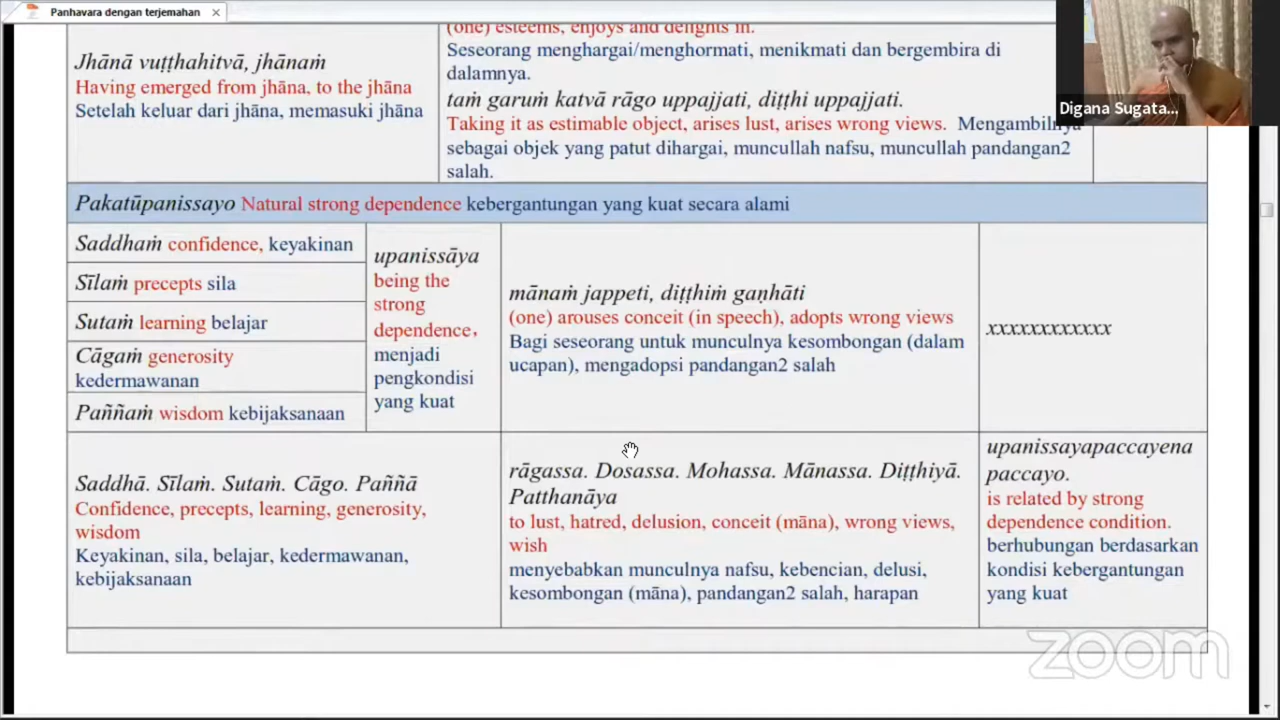 Panhavara dengan terjemahan ×
(one) esteems, enjoys and delights in.
Jhānā vuṭṭhahitvā, jhānaṁ
Having emerged from jhāna, to the jhāna
Setelah keluar dari jhāna, memasuki jhāna
Seseorang menghargai/menghormati, menikmati dan bergembira di
dalamnya.
taṁ garuṁ katvā rāgo uppajjati, diṭṭhi uppajjati.
Taking it as estimable object, arises lust, arises wrong views. Mengambilnya
sebagai objek yang patut dihargai, muncullah nafsu, muncullah pandangan2
salah.
Digana Sugata...
Pakatūpanissayo Natural strong dependence kebergantungan yang kuat secara alami
Saddhaṁ confidence, keyakinan
Sīlaṁ precepts sila
Sutaṁ learning belajar
Cāgaṁ generosity
kedermawanan
Paññaṁ wisdom kebijaksanaan
upanissāya
being the
strong
dependence,
menjadi
pengkondisi
yang kuat
mānaṁ jappeti, diṭṭhiṁ gaṇhāti
(one) arouses conceit (in speech), adopts wrong views
Bagi seseorang untuk munculnya kesombongan (dalam
ucapan), mengadopsi pandangan2 salah
xxxxxxxxxxxx
Saddhā. Sīlaṁ. Sutaṁ. Cāgo. Paññā
Confidence, precepts, learning, generosity,
wisdom
Keyakinan, sila, belajar, kedermawanan,
kebijaksanaan
rāgassa. Dosassa. Mohassa. Mānassa. Diṭṭhiyā.
Patthanāya
to lust, hatred, delusion, conceit (māna), wrong views,
wish
menyebabkan munculnya nafsu, kebencian, delusi,
kesombongan (māna), pandangan2 salah, harapan
upanissayapaccayena
paccayo.
is related by strong
dependence condition.
berhubungan berdasarkan
kondisi kebergantungan
yang kuat
zoom